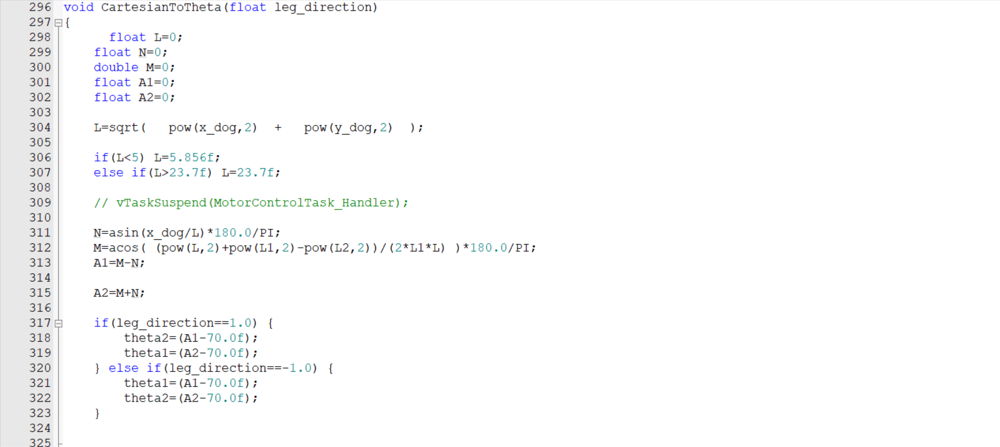 296 void CartesianToTheta(float leg_direction)
297 {
298       float L=0;
299     float N=0;
300     double M=0;
301     float A1=0;
302     float A2=0;
303
304     L=sqrt(   pow(x_dog,2)  +   pow(y_dog,2)  );
305
306     if(L<5) L=5.856f;
307     else if(L>23.7f) L=23.7f;
308
309     // vTaskSuspend(MotorControlTask_Handler);
310
311     N=asin(x_dog/L)*180.0/PI;
312     M=acos( (pow(L,2)+pow(L1,2)-pow(L2,2))/(2*L1*L) )*180.0/PI;
313     A1=M-N;
314
315     A2=M+N;
316
317     if(leg_direction==1.0) {
318         theta2=(A1-70.0f);
319         theta1=(A2-70.0f);
320     } else if(leg_direction==-1.0) {
321         theta1=(A1-70.0f);
322         theta2=(A2-70.0f);
323     }
324
325